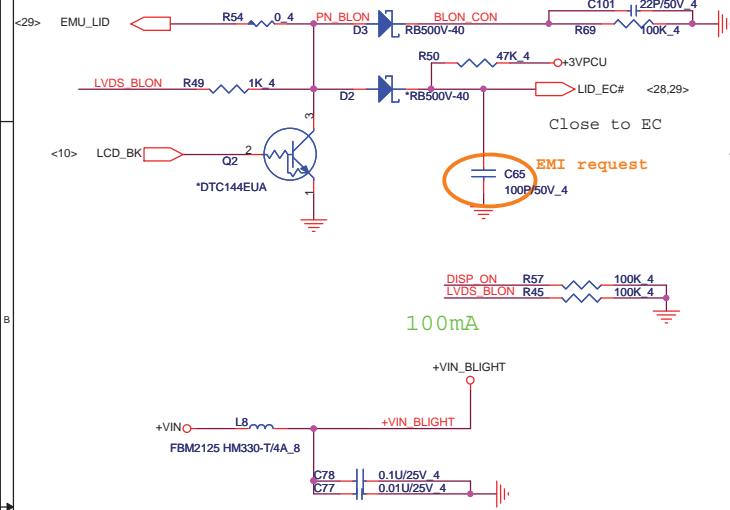 C101 22P/50V_4
<29> EMU_LID R54 0_4 PN_BLON BLON_CON
D3 RB500V-40 R69 100K_4
R50 47K_4
+3VPCU
LVDS_BLON R49 1K_4
D2 *RB500V-40 LID_EC# <28,29>
3
Close to EC
<10> LCD_BK 2
Q2
EMI request
C65
*DTC144EUA 1 100P/50V_4
DISP_ON R57 100K_4
LVDS_BLON R45 100K_4
B
100mA
+VIN_BLIGHT
+VIN L8 +VIN_BLIGHT
FBM2125 HM330-T/4A_8
C78 0.1U/25V_4
C77 0.01U/25V_4